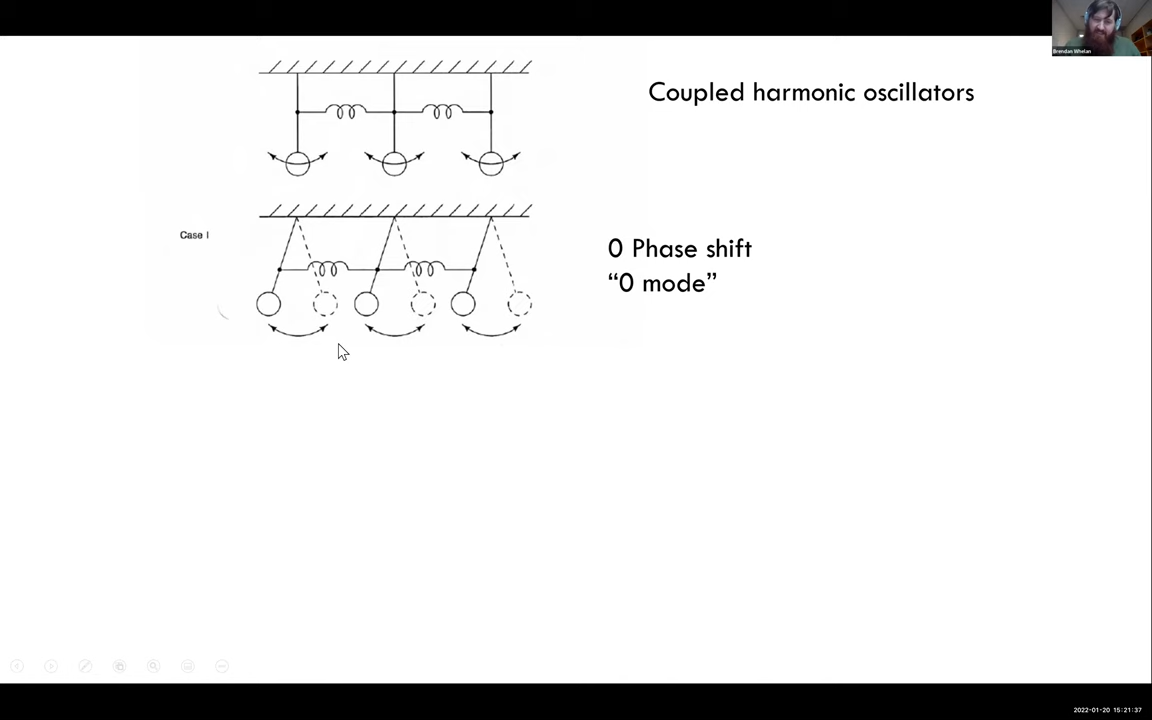 Brendan Whelan
Coupled harmonic oscillators
Case I
0 Phase shift
“0 mode”
2022-01-20 15:21:37